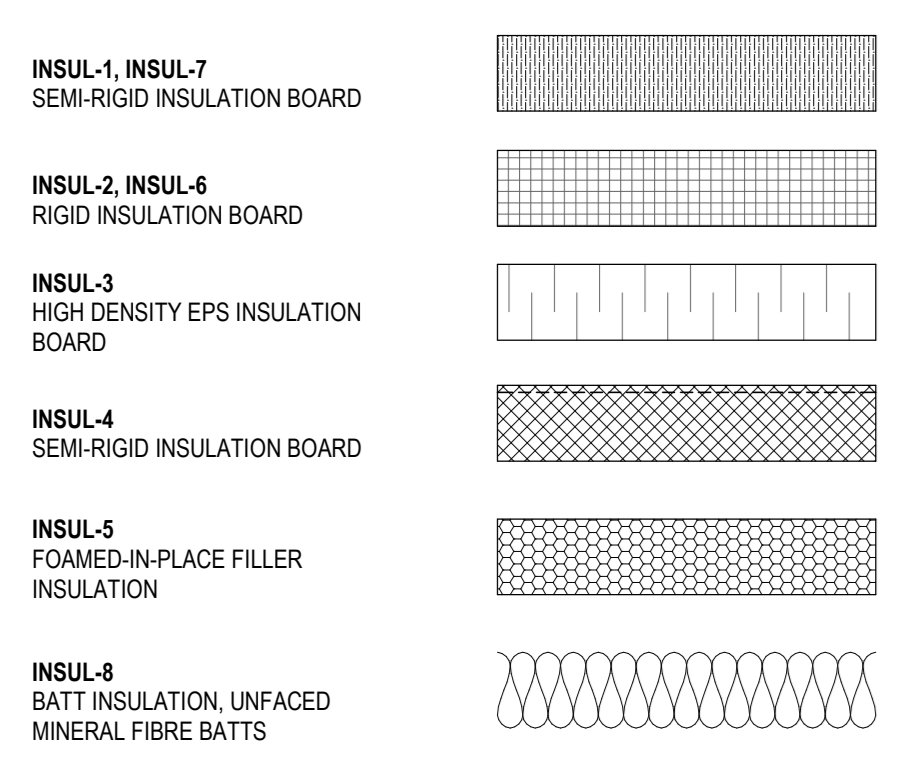 INSUL-1, INSUL-7
SEMI-RIGID INSULATION BOARD
INSUL-2, INSUL-6
RIGID INSULATION BOARD
INSUL-3
HIGH DENSITY EPS INSULATION
BOARD
INSUL-4
SEMI-RIGID INSULATION BOARD
INSUL-5
FOAMED-IN-PLACE FILLER
INSULATION
INSUL-8
BATT INSULATION, UNFACED
MINERAL FIBRE BATTS